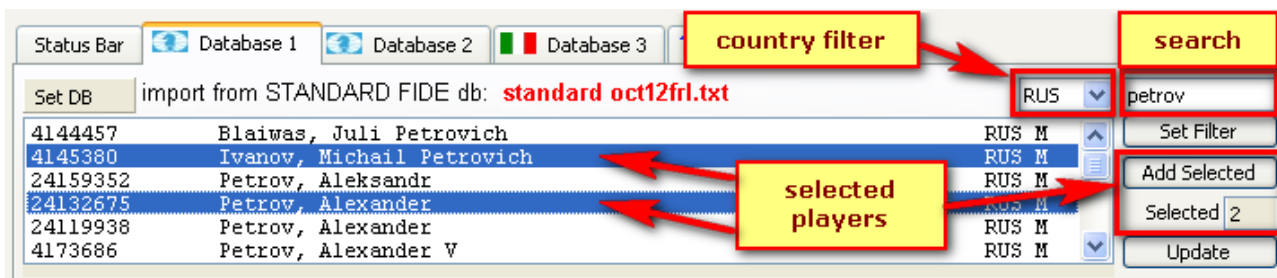 Status Bar Database 1 Database 2 Database 3 country filter search
Set DB import from STANDARD FIDE db: standard oct12frl.txt RUS petrov
4144457 Blaiwas, Juli Petrovich RUS M Set Filter
4145380 Ivanov, Michail Petrovich RUS M
24159352 Petrov, Aleksandr RUS M Add Selected
24132675 Petrov, Alexander RUS M
selected
players
Selected 2
24119938 Petrov, Alexander RUS M
4173686 Petrov, Alexander V RUS M Update